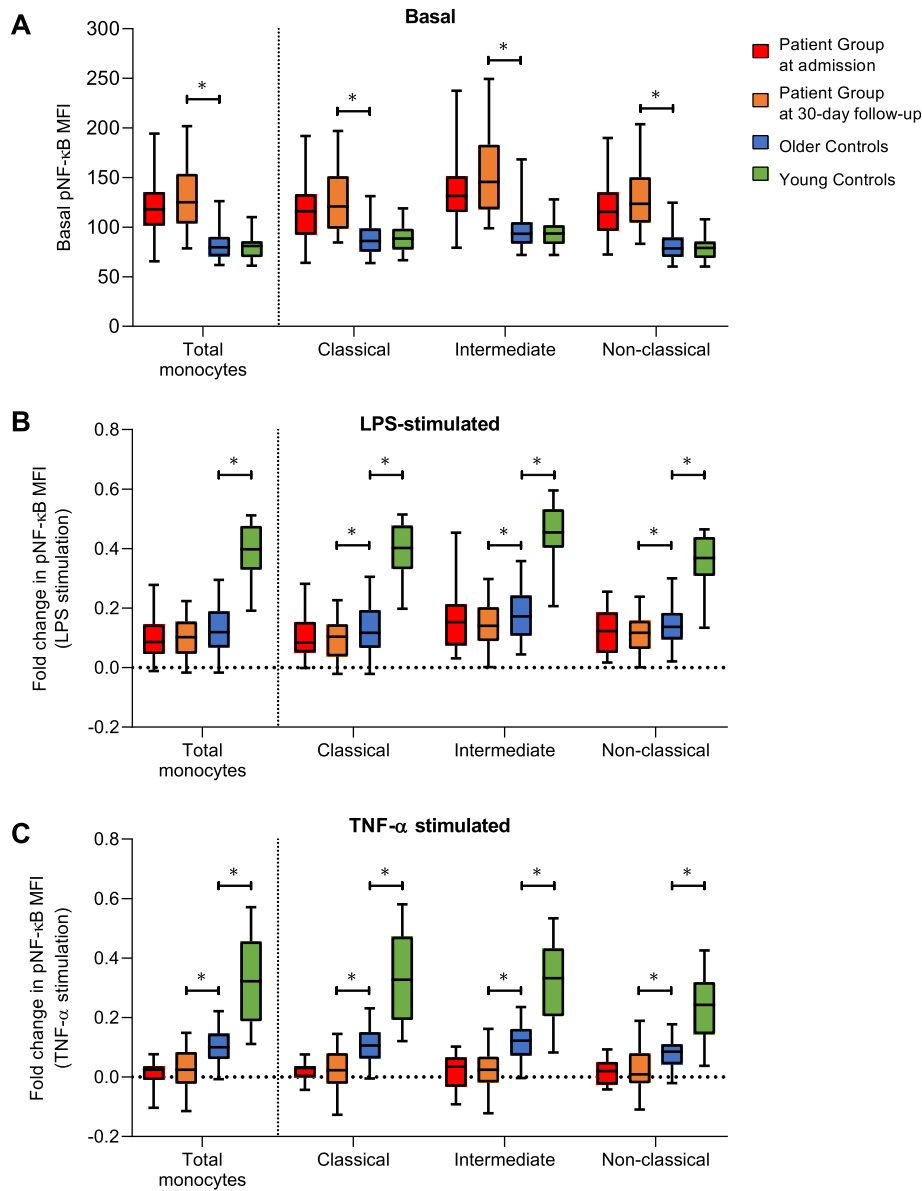 A
Basal
Basal pNF-κB MFI
300
250
200
150
100
50
0
*
*
*
*
Total
monocytes
Classical
Intermediate
Non-classical
Patient Group
at admission
Patient Group
at 30-day follow-up
Older Controls
Young Controls
B
LPS-stimulated
Fold change in pNF-κB MFI
(LPS stimulation)
0.8
0.6
0.4
0.2
0.0
-0.2
*
*
*
*
*
*
*
Total
monocytes
Classical
Intermediate
Non-classical
C
TNF-α stimulated
Fold change in pNF-κB MFI
(TNF-α stimulation)
0.8
0.6
0.4
0.2
0.0
-0.2
*
*
*
*
*
*
*
*
Total
monocytes
Classical
Intermediate
Non-classical